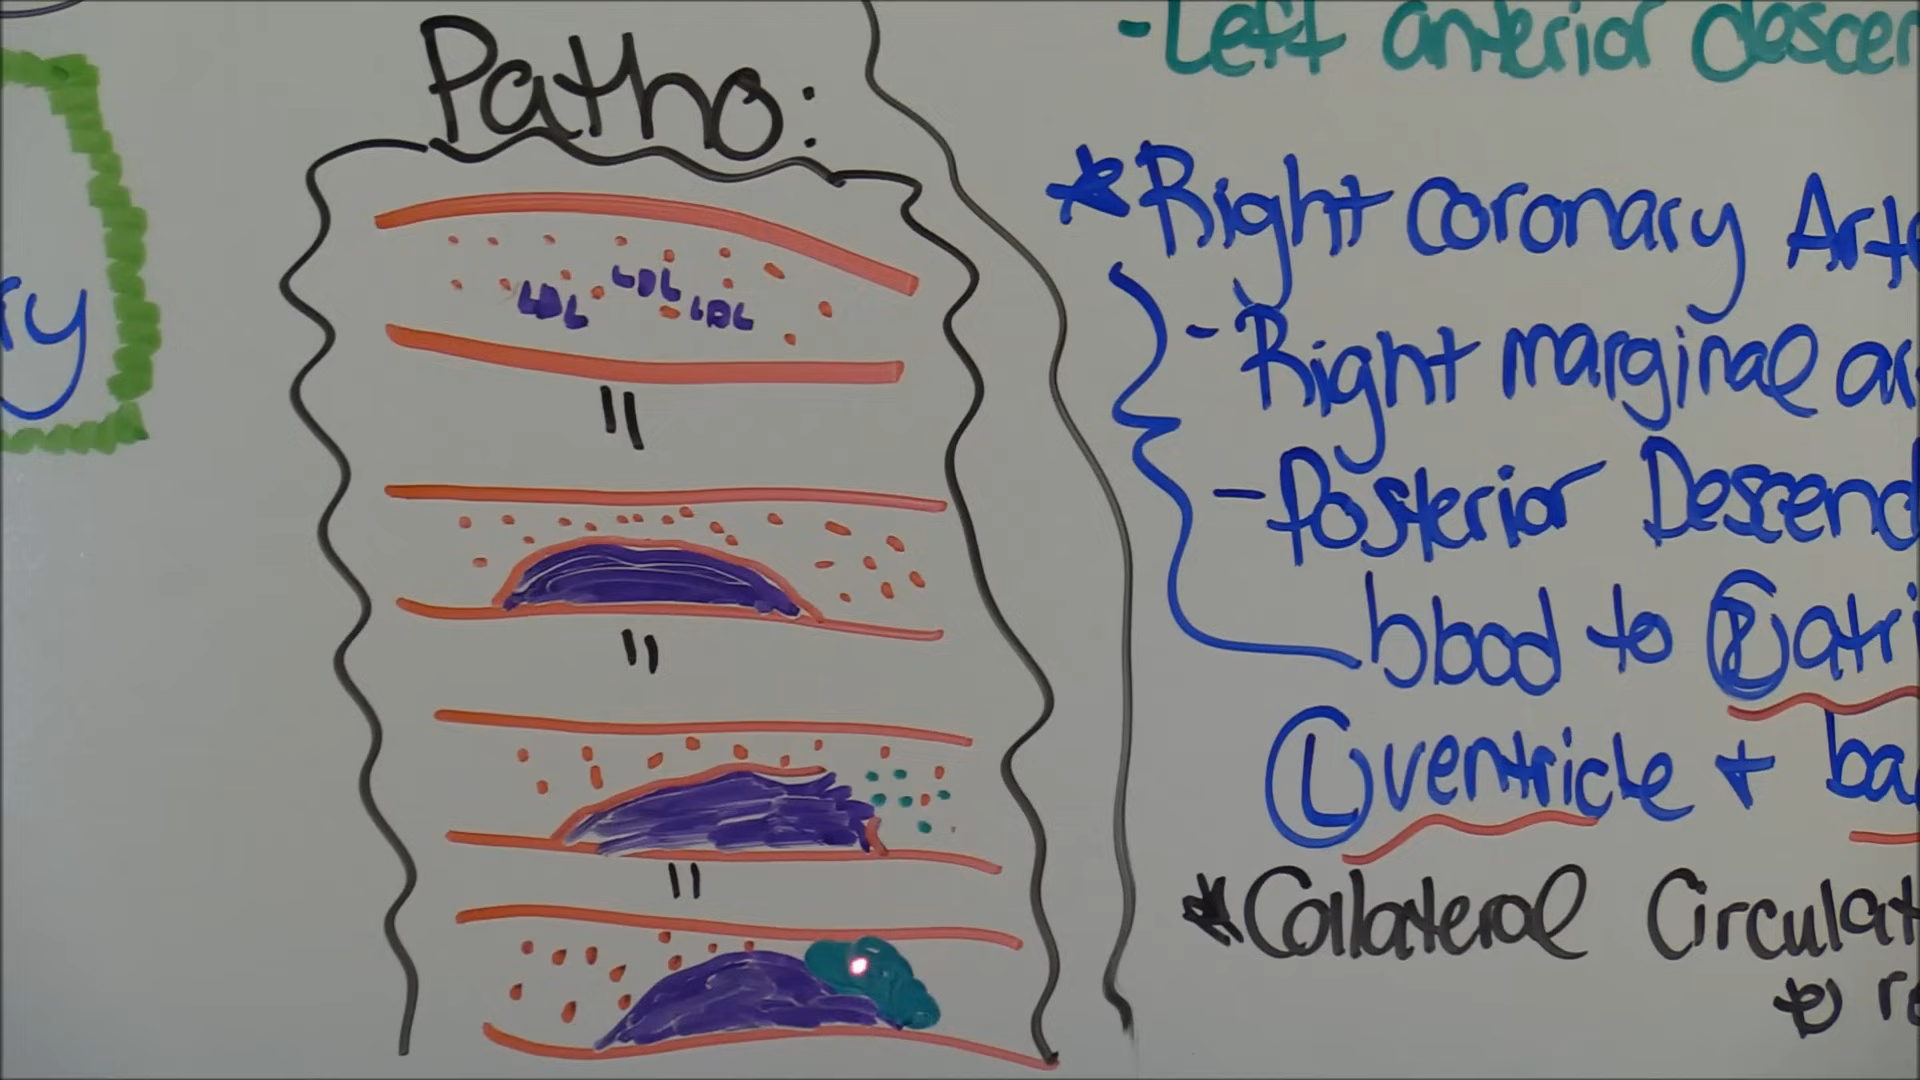 Patho:
LDL LDL LDL
ry
-Left anterior descen
*Right coronary Arte
-Right marginal ar
-Posterior Descend
blood to R atri
L ventricle + ba
*Collateral Circulat